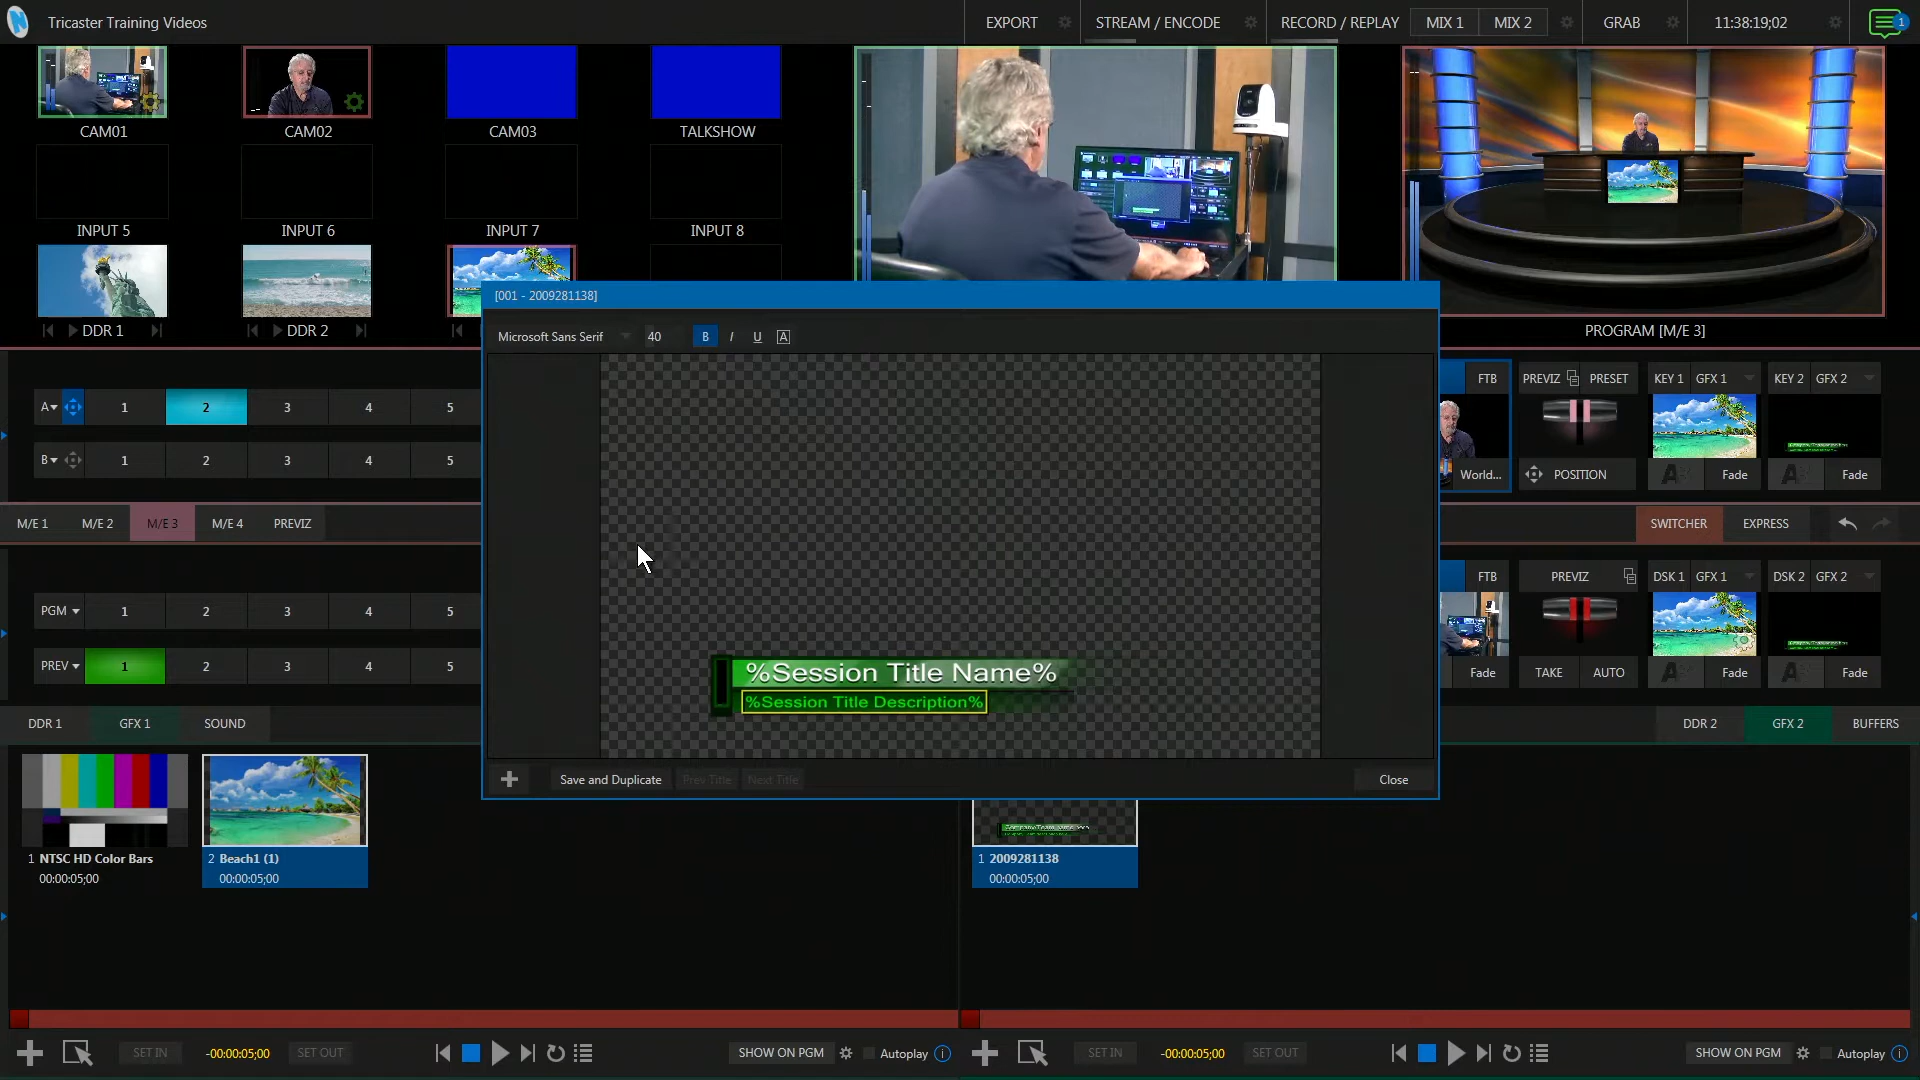 Tricaster Training Videos
EXPORT
STREAM / ENCODE
RECORD / REPLAY
MIX 1
MIX 2
GRAB
11:38:19;02
1
CAM01
CAM02
CAM03
TALKSHOW
INPUT 5
INPUT 6
INPUT 7
INPUT 8
DDR 1
DDR 2
PROGRAM [M/E 3]
[001 - 2009281138]
Microsoft Sans Serif
40
B
I
U
A
%Session Title Name%
%Session Title Description%
Save and Duplicate
Prev Title
Next Title
Close
A
1
2
3
4
5
B
1
2
3
4
5
FTB
PREVIZ
PRESET
KEY 1
GFX 1
KEY 2
GFX 2
World...
POSITION
Fade
Fade
M/E 1
M/E 2
M/E 3
M/E 4
PREVIZ
SWITCHER
EXPRESS
PGM
1
2
3
4
5
PREV
1
2
3
4
5
FTB
PREVIZ
DSK 1
GFX 1
DSK 2
GFX 2
Fade
TAKE
AUTO
Fade
Fade
DDR 1
GFX 1
SOUND
DDR 2
GFX 2
BUFFERS
1 NTSC HD Color Bars
00:00:05;00
2 Beach1 (1)
00:00:05;00
1 2009281138
00:00:05;00
SET IN
-00:00:05;00
SET OUT
SHOW ON PGM
Autoplay
SET IN
-00:00:05;00
SET OUT
SHOW ON PGM
Autoplay